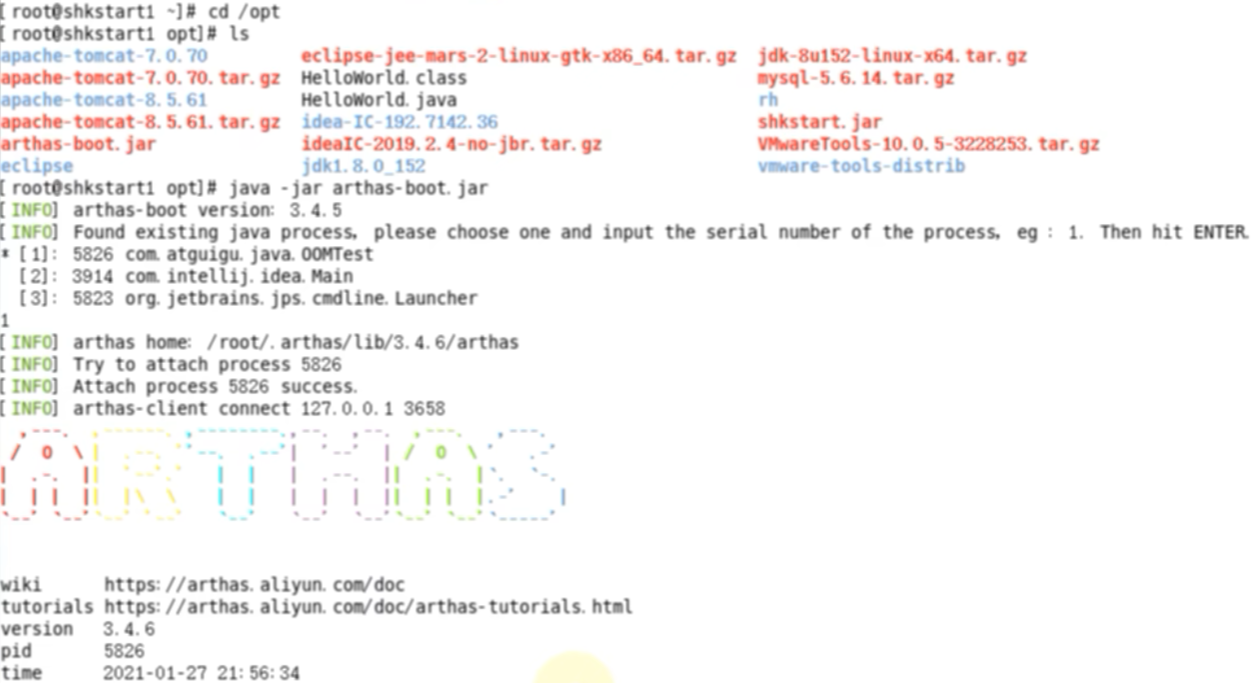 [root@shkstart1 ~]# cd /opt
[root@shkstart1 opt]# ls
apache-tomcat-7.0.70 eclipse-jee-mars-2-linux-gtk-x86_64.tar.gz jdk-8u152-linux-x64.tar.gz
apache-tomcat-7.0.70.tar.gz HelloWorld.class mysql-5.6.14.tar.gz
apache-tomcat-8.5.61 HelloWorld.java rh
apache-tomcat-8.5.61.tar.gz idea-IC-192.7142.36 shkstart.jar
arthas-boot.jar ideaIC-2019.2.4-no-jbr.tar.gz VMwareTools-10.0.5-3228253.tar.gz
eclipse jdk1.8.0_152 vmware-tools-distrib
[root@shkstart1 opt]# java -jar arthas-boot.jar
[INFO] arthas-boot version: 3.4.5
[INFO] Found existing java process, please choose one and input the serial number of the process, eg : 1. Then hit ENTER.
* [1]: 5826 com.atguigu.java.OOMTest
[2]: 3914 com.intellij.idea.Main
[3]: 5823 org.jetbrains.jps.cmdline.Launcher
1
[INFO] arthas home: /root/.arthas/lib/3.4.6/arthas
[INFO] Try to attach process 5826
[INFO] Attach process 5826 success.
[INFO] arthas-client connect 127.0.0.1 3658
ARTHAS
wiki https://arthas.aliyun.com/doc
tutorials https://arthas.aliyun.com/doc/arthas-tutorials.html
version 3.4.6
pid 5826
time 2021-01-27 21:56:34